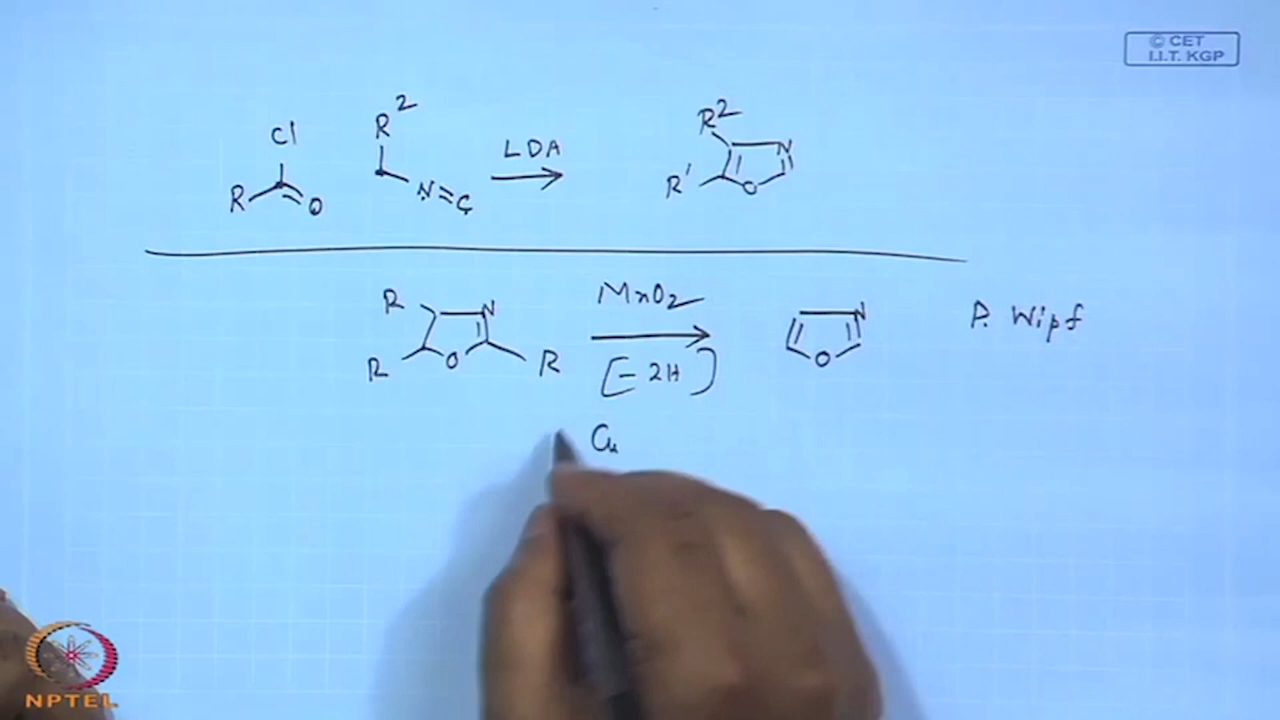 © CET
I.I.T. KGP
R2
Cl
R
O
N=C
LDA
R2
R'
N
O
R
R
N
O
R
MnO2
[-2H]
N
O
P. Wipf
Cu
NPTEL